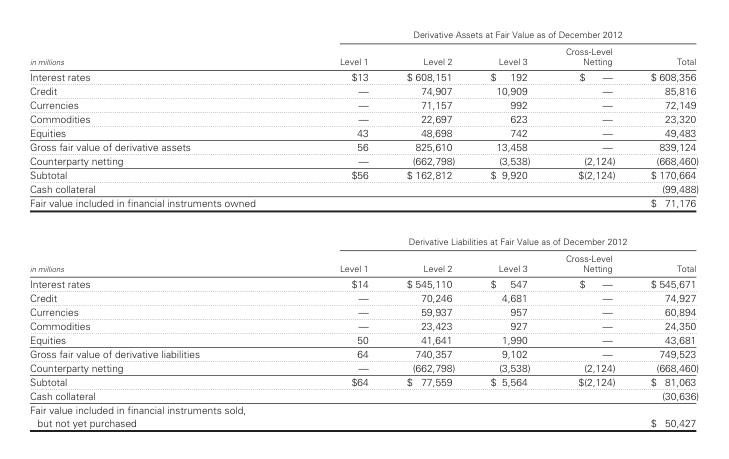 Derivative Assets at Fair Value as of December 2012
Cross-Level
in millions Level 1 Level 2 Level 3 Netting Total
Interest rates $13 $ 608,151 $ 192 $ — $ 608,356
Credit — 74,907 10,909 — 85,816
Currencies — 71,157 992 — 72,149
Commodities — 22,697 623 — 23,320
Equities 43 48,698 742 — 49,483
Gross fair value of derivative assets 56 825,610 13,458 — 839,124
Counterparty netting — (662,798) (3,538) (2,124) (668,460)
Subtotal $56 $ 162,812 $ 9,920 $(2,124) $ 170,664
Cash collateral (99,488)
Fair value included in financial instruments owned $ 71,176
Derivative Liabilities at Fair Value as of December 2012
Cross-Level
in millions Level 1 Level 2 Level 3 Netting Total
Interest rates $14 $ 545,110 $ 547 $ — $ 545,671
Credit — 70,246 4,681 — 74,927
Currencies — 59,937 957 — 60,894
Commodities — 23,423 927 — 24,350
Equities 50 41,641 1,990 — 43,681
Gross fair value of derivative liabilities 64 740,357 9,102 — 749,523
Counterparty netting — (662,798) (3,538) (2,124) (668,460)
Subtotal $64 $ 77,559 $ 5,564 $(2,124) $ 81,063
Cash collateral (30,636)
Fair value included in financial instruments sold,
but not yet purchased $ 50,427